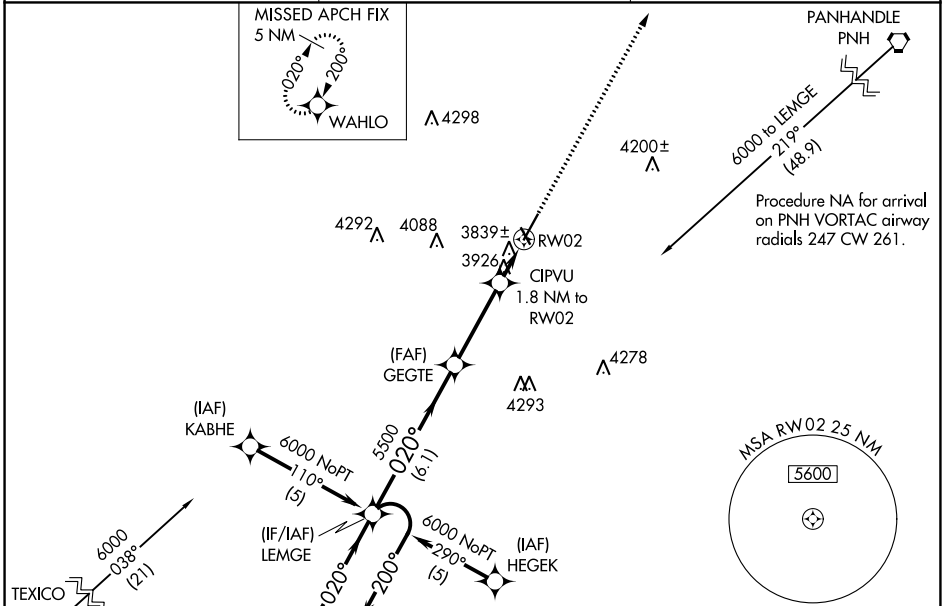 MISSED APCH FIX
5 NM
020°
200°
WAHLO
PANHANDLE
PNH
6000 to LEMGE
219°
(48.9)
Procedure NA for arrival
on PNH VORTAC airway
radials 247 CW 261.
4298
4200±
4292
4088
3839±
RW02
3926
CIPVU
1.8 NM to
RW02
(FAF)
GEGTE
4278
4293
(IAF)
KABHE
6000 NoPT
110°
(5)
5500
020°
(6.1)
(IF/IAF)
LEMGE
6000 NoPT
290°
(5)
(IAF)
HEGEK
020°
200°
6000
038°
(21)
TEXICO
MSA RW02 25 NM
5600